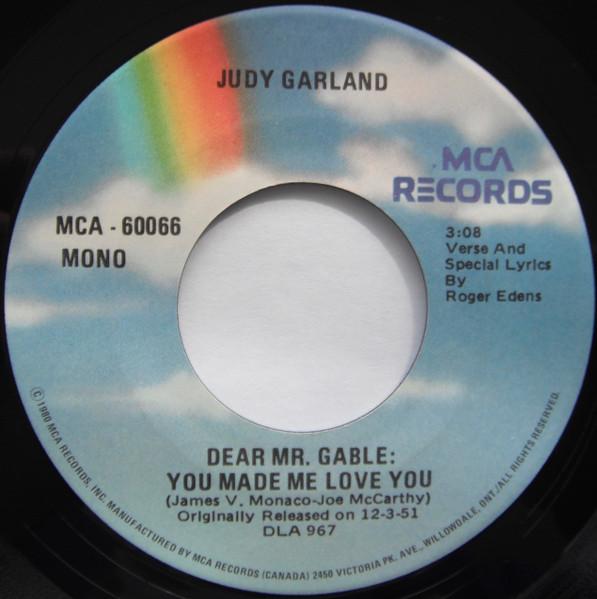 JUDY GARLAND
MCA RECORDS
MCA - 60066
MONO
3:08
Verse And
Special Lyrics
By
Roger Edens
DEAR MR. GABLE:
YOU MADE ME LOVE YOU
(James V. Monaco-Joe McCarthy)
Originally Released on 12-3-51
DLA 967
© 1980 MCA RECORDS, INC. MANUFACTURED BY MCA RECORDS (CANADA) 2450 VICTORIA PK. AVE., WILLOWDALE, ONT./ALL RIGHTS RESERVED.